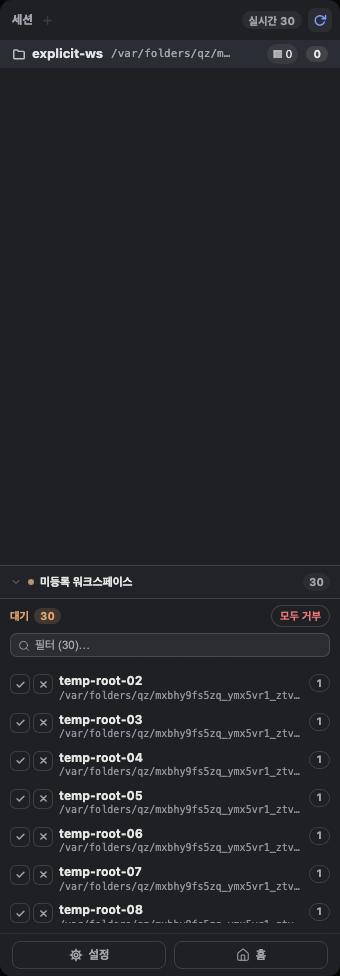 세션 +
실시간 30
explicit-ws /var/folders/qz/m…
0 0
미등록 워크스페이스 30
대기 30 모두 거부
필터 (30)…
temp-root-02 1
/var/folders/qz/mxbhy9fs5zq_ymx5vr1_ztv…
temp-root-03 1
/var/folders/qz/mxbhy9fs5zq_ymx5vr1_ztv…
temp-root-04 1
/var/folders/qz/mxbhy9fs5zq_ymx5vr1_ztv…
temp-root-05 1
/var/folders/qz/mxbhy9fs5zq_ymx5vr1_ztv…
temp-root-06 1
/var/folders/qz/mxbhy9fs5zq_ymx5vr1_ztv…
temp-root-07 1
/var/folders/qz/mxbhy9fs5zq_ymx5vr1_ztv…
temp-root-08 1
/var/folders/qz/mxbhy9fs5zq_ymx5vr1_ztv…
설정 홈